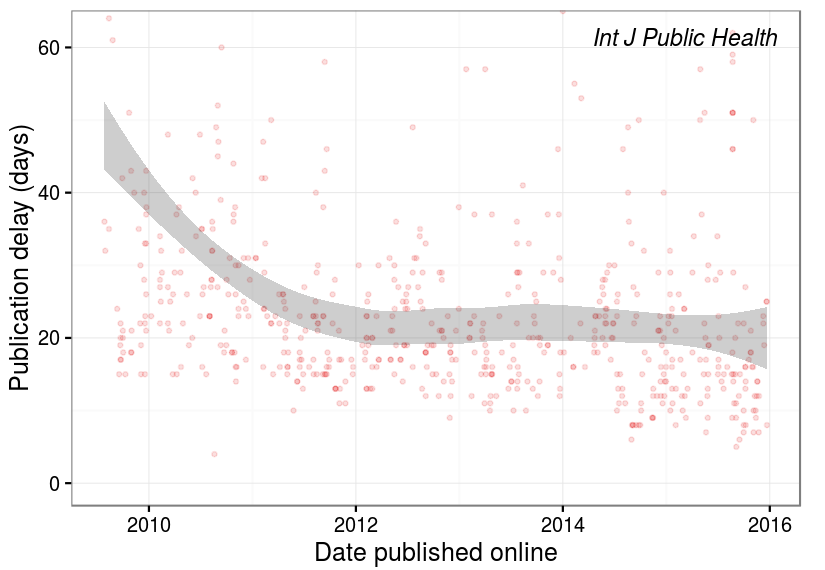 Int J Public Health
Publication delay (days)
60
40
20
0
2010 2012 2014 2016
Date published online